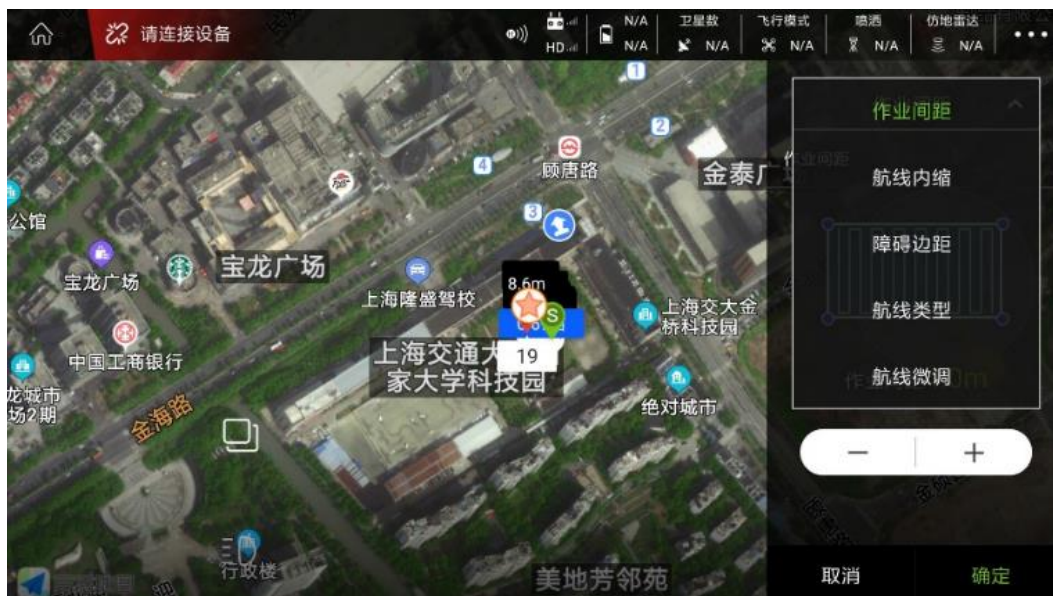 请连接设备
HD
N/A
N/A
卫星数
N/A
飞行模式
N/A
喷洒
N/A
仿地雷达
N/A
1
2
4
顾唐路
金泰广
公馆
3
宝龙广场
宝龙广场
8.6m
S
上海隆盛驾校
上海交大金
桥科技园
中国工商银行
19
上海交通大
家大学科技园
龙城市
场2期
金海路
绝对城市
行政楼
美地芳邻苑
作业间距
航线内缩
障碍边距
航线类型
航线微调
取消
确定